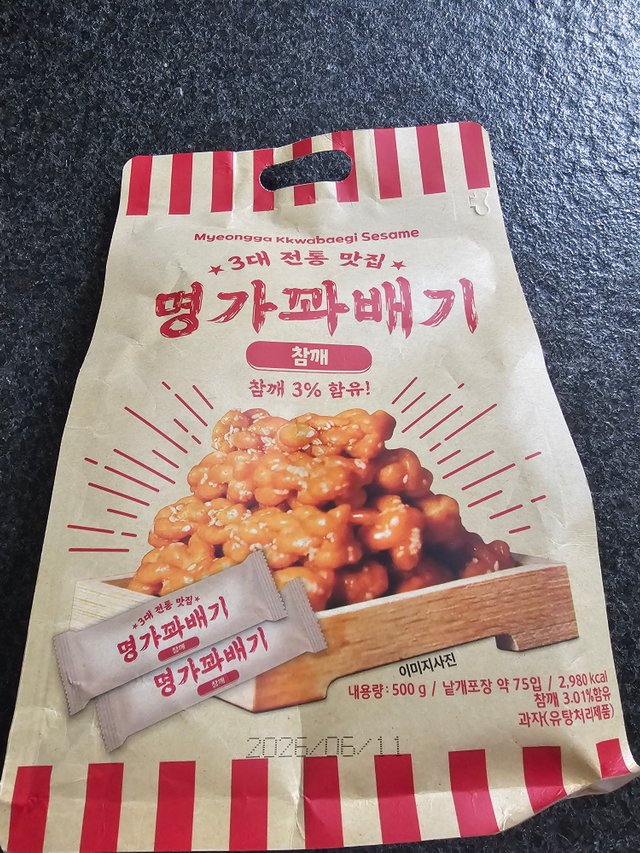 Myeongga Kkwabaegi Sesame
★3대 전통 맛집★
명가꽈배기
참깨
참깨 3% 함유!
★3대 전통 맛집★
명가꽈배기
참깨
명가꽈배기
참깨
이미지사진
내용량 : 500 g / 낱개포장 약 75입 / 2,980 kcal
참깨 3.01%함유
과자(유탕처리제품)
2026/06/11